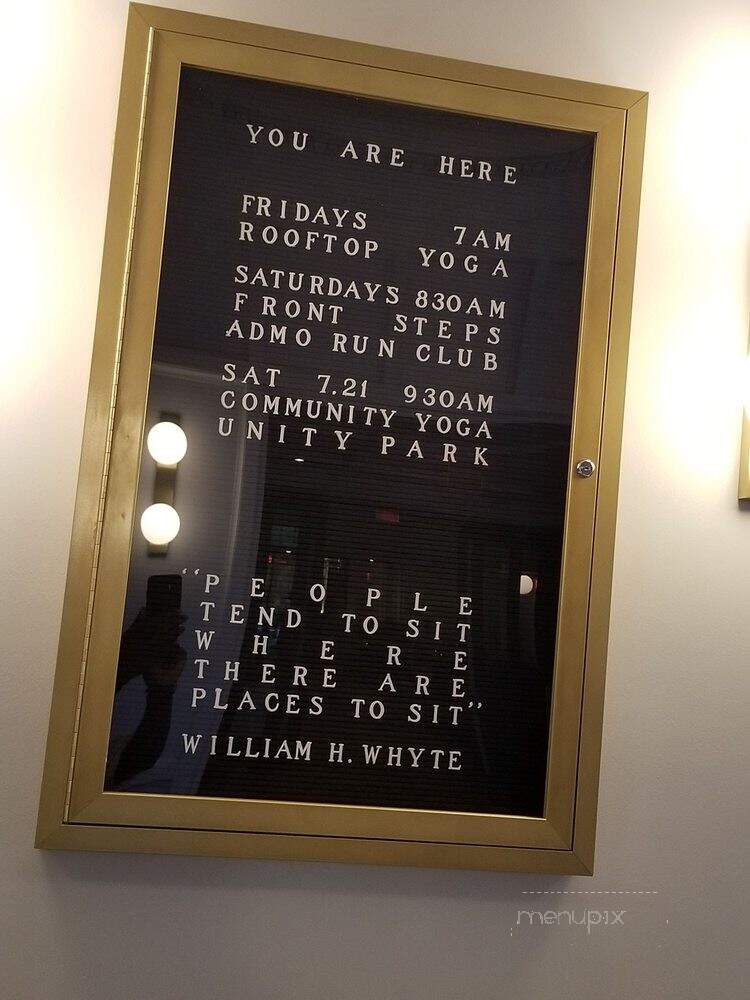 YOU ARE HERE
FRIDAYS 7AM
ROOFTOP YOGA
SATURDAYS 830AM
FRONT STEPS
ADMO RUN CLUB
SAT 7.21 930AM
COMMUNITY YOGA
UNITY PARK
“PEOPLE
TEND TO SIT
WHERE
THERE ARE
PLACES TO SIT”
WILLIAM H. WHYTE
menupix